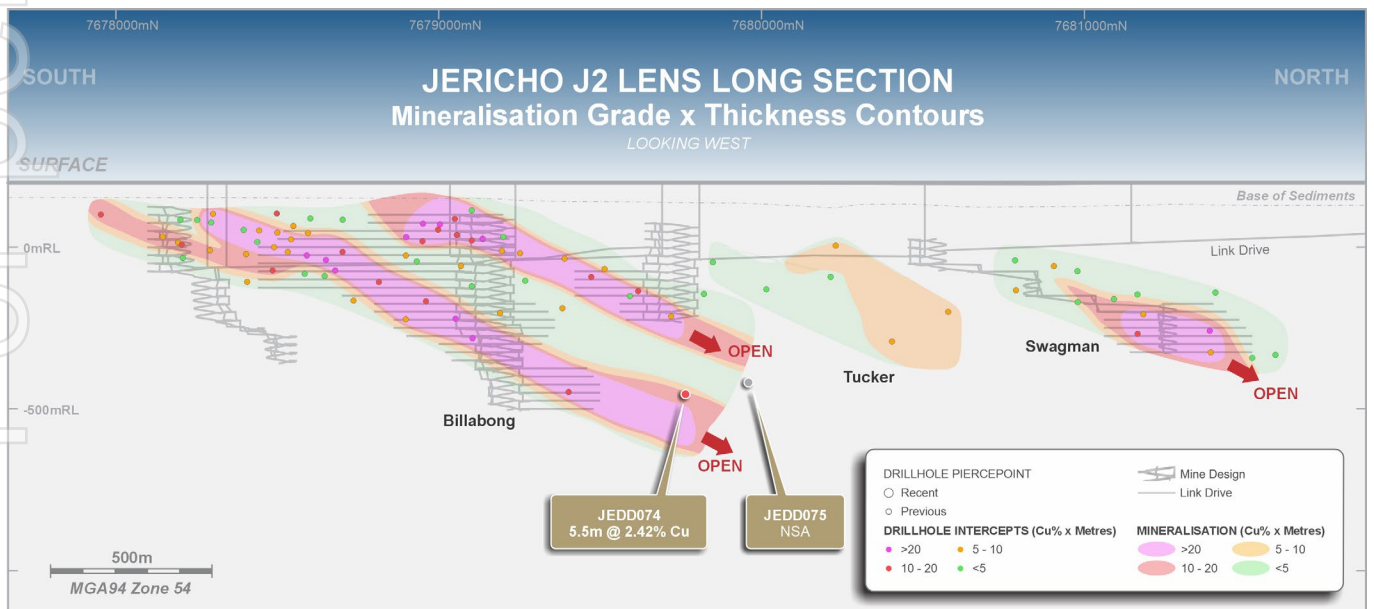 7678000mN
7679000mN
7680000mN
7681000mN
SOUTH
NORTH
JERICHO J2 LENS LONG SECTION
Mineralisation Grade x Thickness Contours
LOOKING WEST
SURFACE
Base of Sediments
0mRL
Link Drive
-500mRL
OPEN
Billabong
OPEN
Tucker
Swagman
OPEN
JEDD074
5.5m @ 2.42% Cu
JEDD075
NSA
500m
MGA94 Zone 54
DRILLHOLE PIERCEPOINT
Recent
Previous
Mine Design
Link Drive
DRILLHOLE INTERCEPTS (Cu% x Metres)
>20
5 - 10
10 - 20
<5
MINERALISATION (Cu% x Metres)
>20
5 - 10
10 - 20
<5